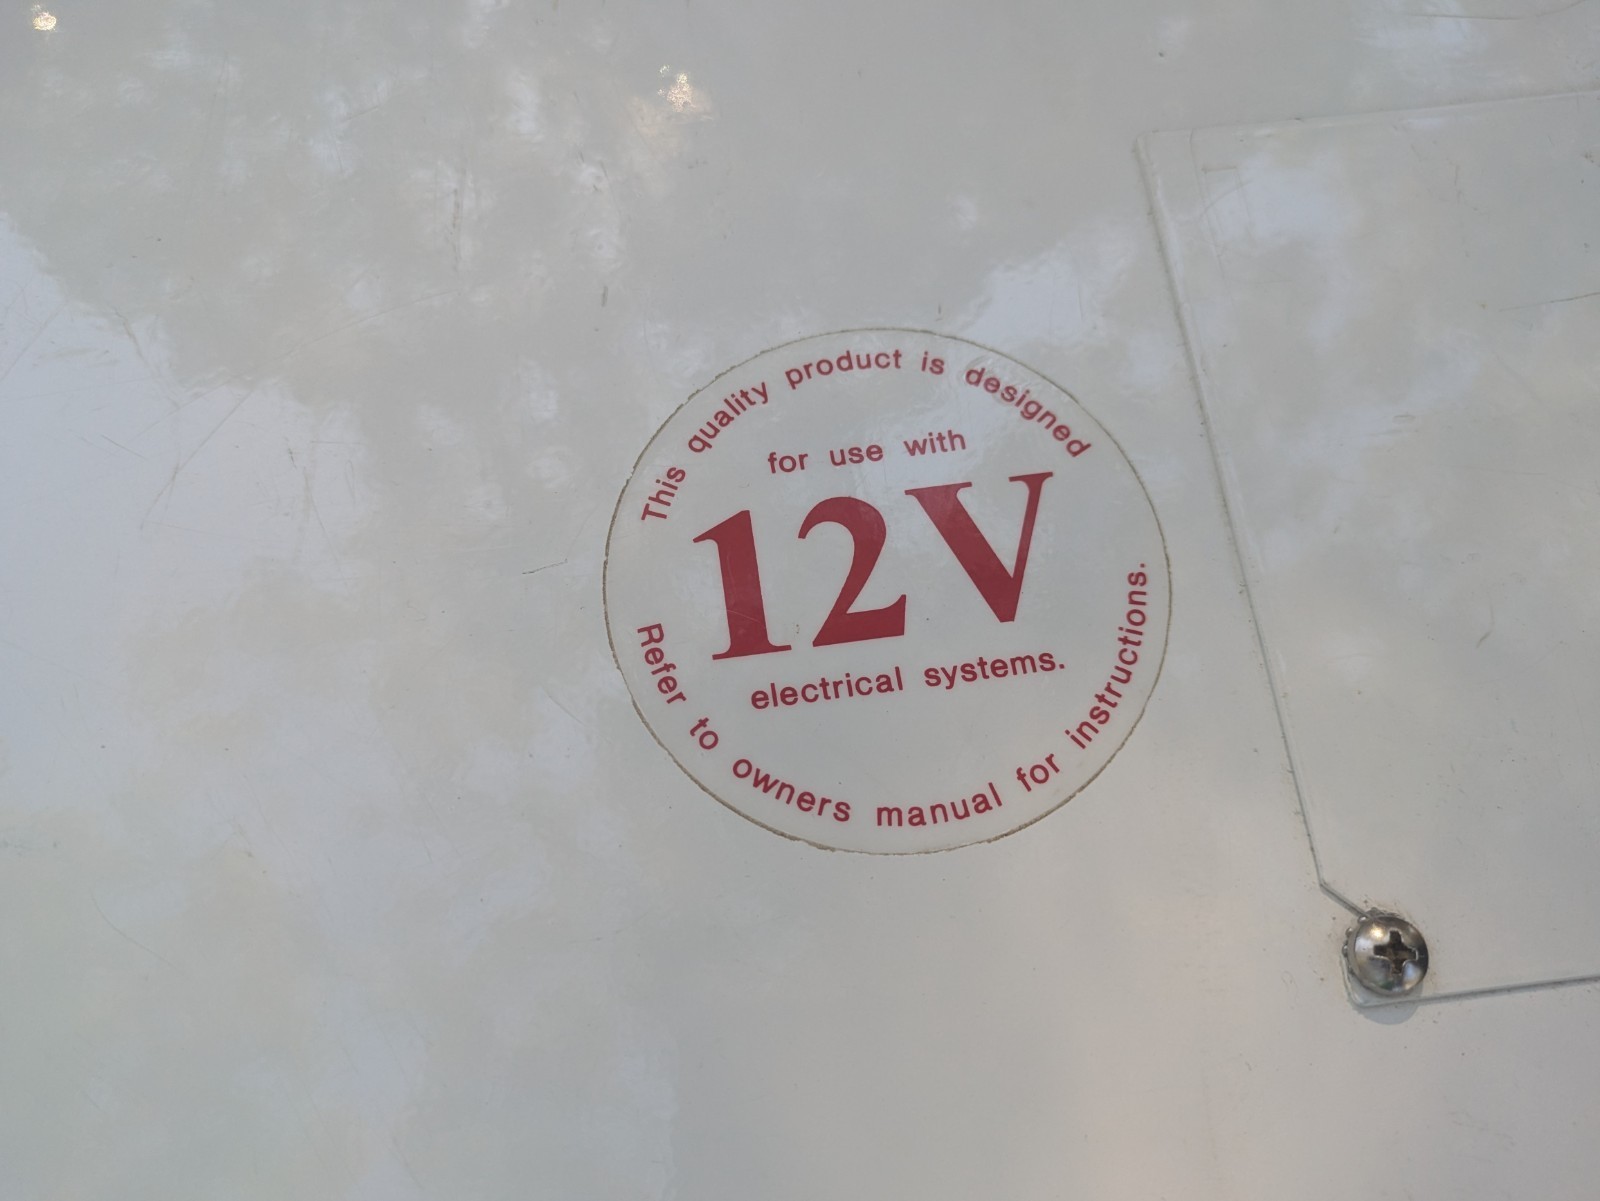 This quality product is designed
for use with
12V
electrical systems.
Refer to owners manual for instructions.